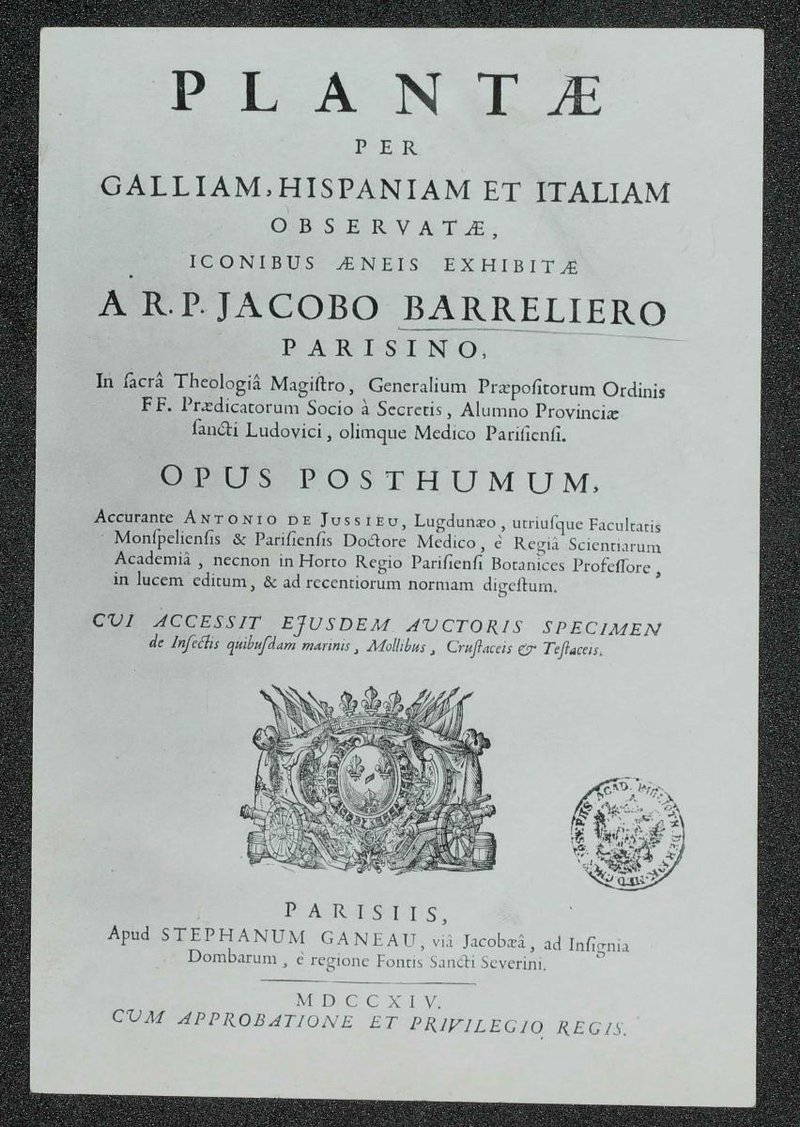 PLANTÆ
PER
GALLIAM, HISPANIAM ET ITALIAM
OBSERVATÆ,
ICONIBUS ÆNEIS EXHIBITÆ
A R. P. JACOBO BARRELIERO
PARISINO,
In ſacrâ Theologiâ Magiſtro, Generalium Præpoſitorum Ordinis
FF. Prædicatorum Socio à Secretis, Alumno Provinciæ
ſancti Ludovici, olimque Medico Pariſienſi.
OPUS POSTHUMUM,
Accurante ANTONIO DE JUSSIEU, Lugdunæo, utriuſque Facultatis
Monſpelienſis & Pariſienſis Doctore Medico, è Regiâ Scientiarum
Academiâ, necnon in Horto Regio Pariſienſi Botanices Profeſſore,
in lucem editum, & ad recentiorum normam digeſtum.
CUI ACCESSIT EJUSDEM AUCTORIS SPECIMEN
de Inſectis quibuſdam marinis, Mollibus, Cruſtaceis & Teſtaceis.
PARISIIS,
Apud STEPHANUM GANEAU, viâ Jacobæâ, ad Inſignia
Dombarum, è regione Fontis Sancti Severini.
MDCCXIV.
CUM APPROBATIONE ET PRIVILEGIO REGIS.
ACAD.